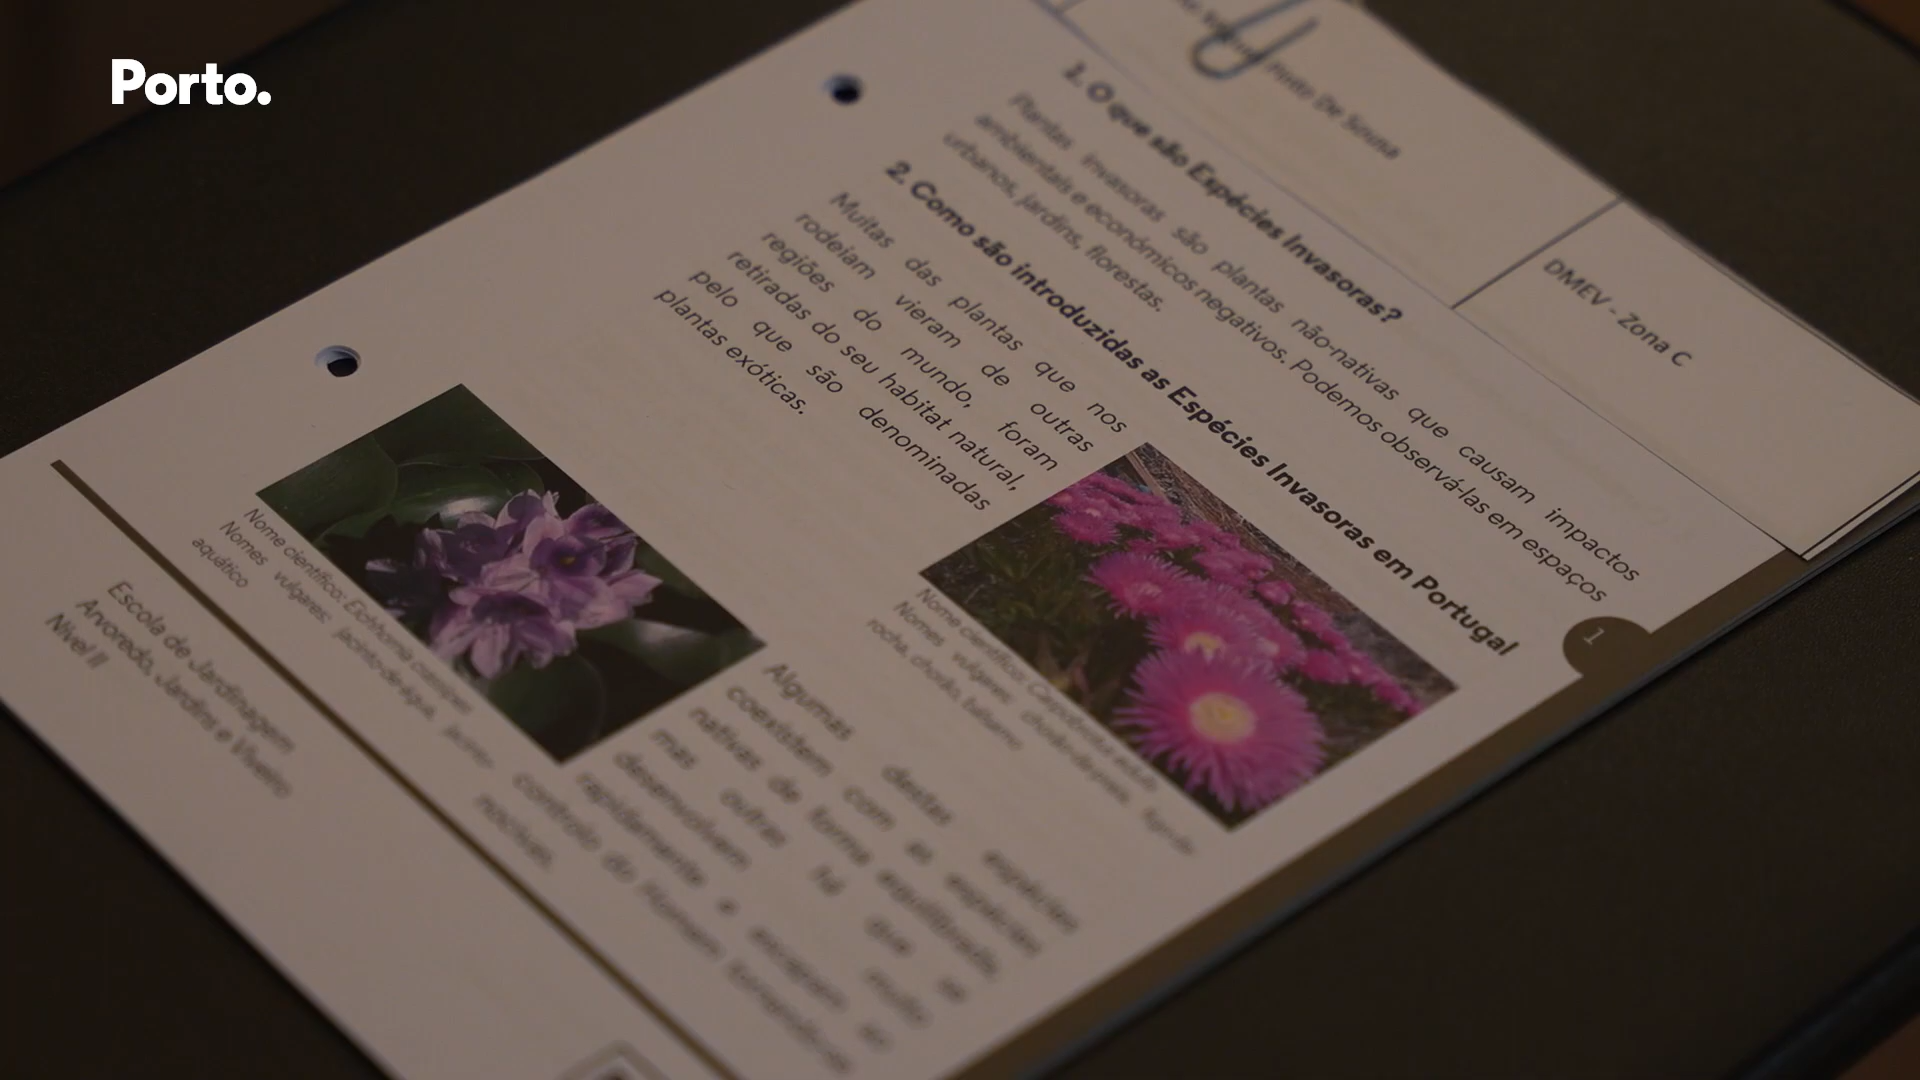 Porto.
Ponto De Sousa
DMEV - Zona C
1. O que são Espécies Invasoras?
Plantas invasoras são plantas não-nativas que causam impactos
ambientais e económicos negativos. Podemos observá-las em espaços
urbanos, jardins, florestas.
2. Como são introduzidas as Espécies Invasoras em Portugal
Muitas das plantas que nos
rodeiam vieram de outras
regiões do mundo, foram
retiradas do seu habitat natural,
pelo que são denominadas
plantas exóticas.
Nome científico: Carpobrotus edulis
Nomes vulgares: chorão-da-praia, figo-da-
rocha, chorão, bálsamo
Nome científico: Eichhornia crassipes
Nomes vulgares: jacinto-de-água, jacinto-
aquático
Algumas destas espécies
coexistem com as espécies
nativas de forma equilibrada,
mas outras há que se
desenvolvem muito
rapidamente e escapam ao
controlo do Homem tornando-se
nocivas.
Escola de Jardinagem
Arvoredo, Jardins e Viveiro
Nível II
1